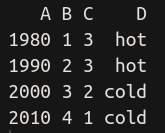 A B C D
1980 1 3 hot
1990 2 3 hot
2000 3 2 cold
2010 4 1 cold